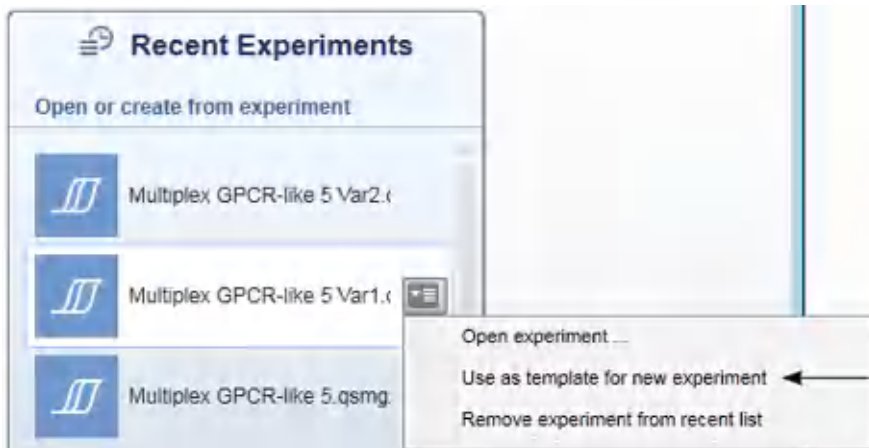 Recent Experiments
Open or create from experiment
Multiplex GPCR-like 5 Var2.
Multiplex GPCR-like 5 Var1.
Multiplex GPCR-like 5.qsmg
Open experiment ...
Use as template for new experiment
Remove experiment from recent list